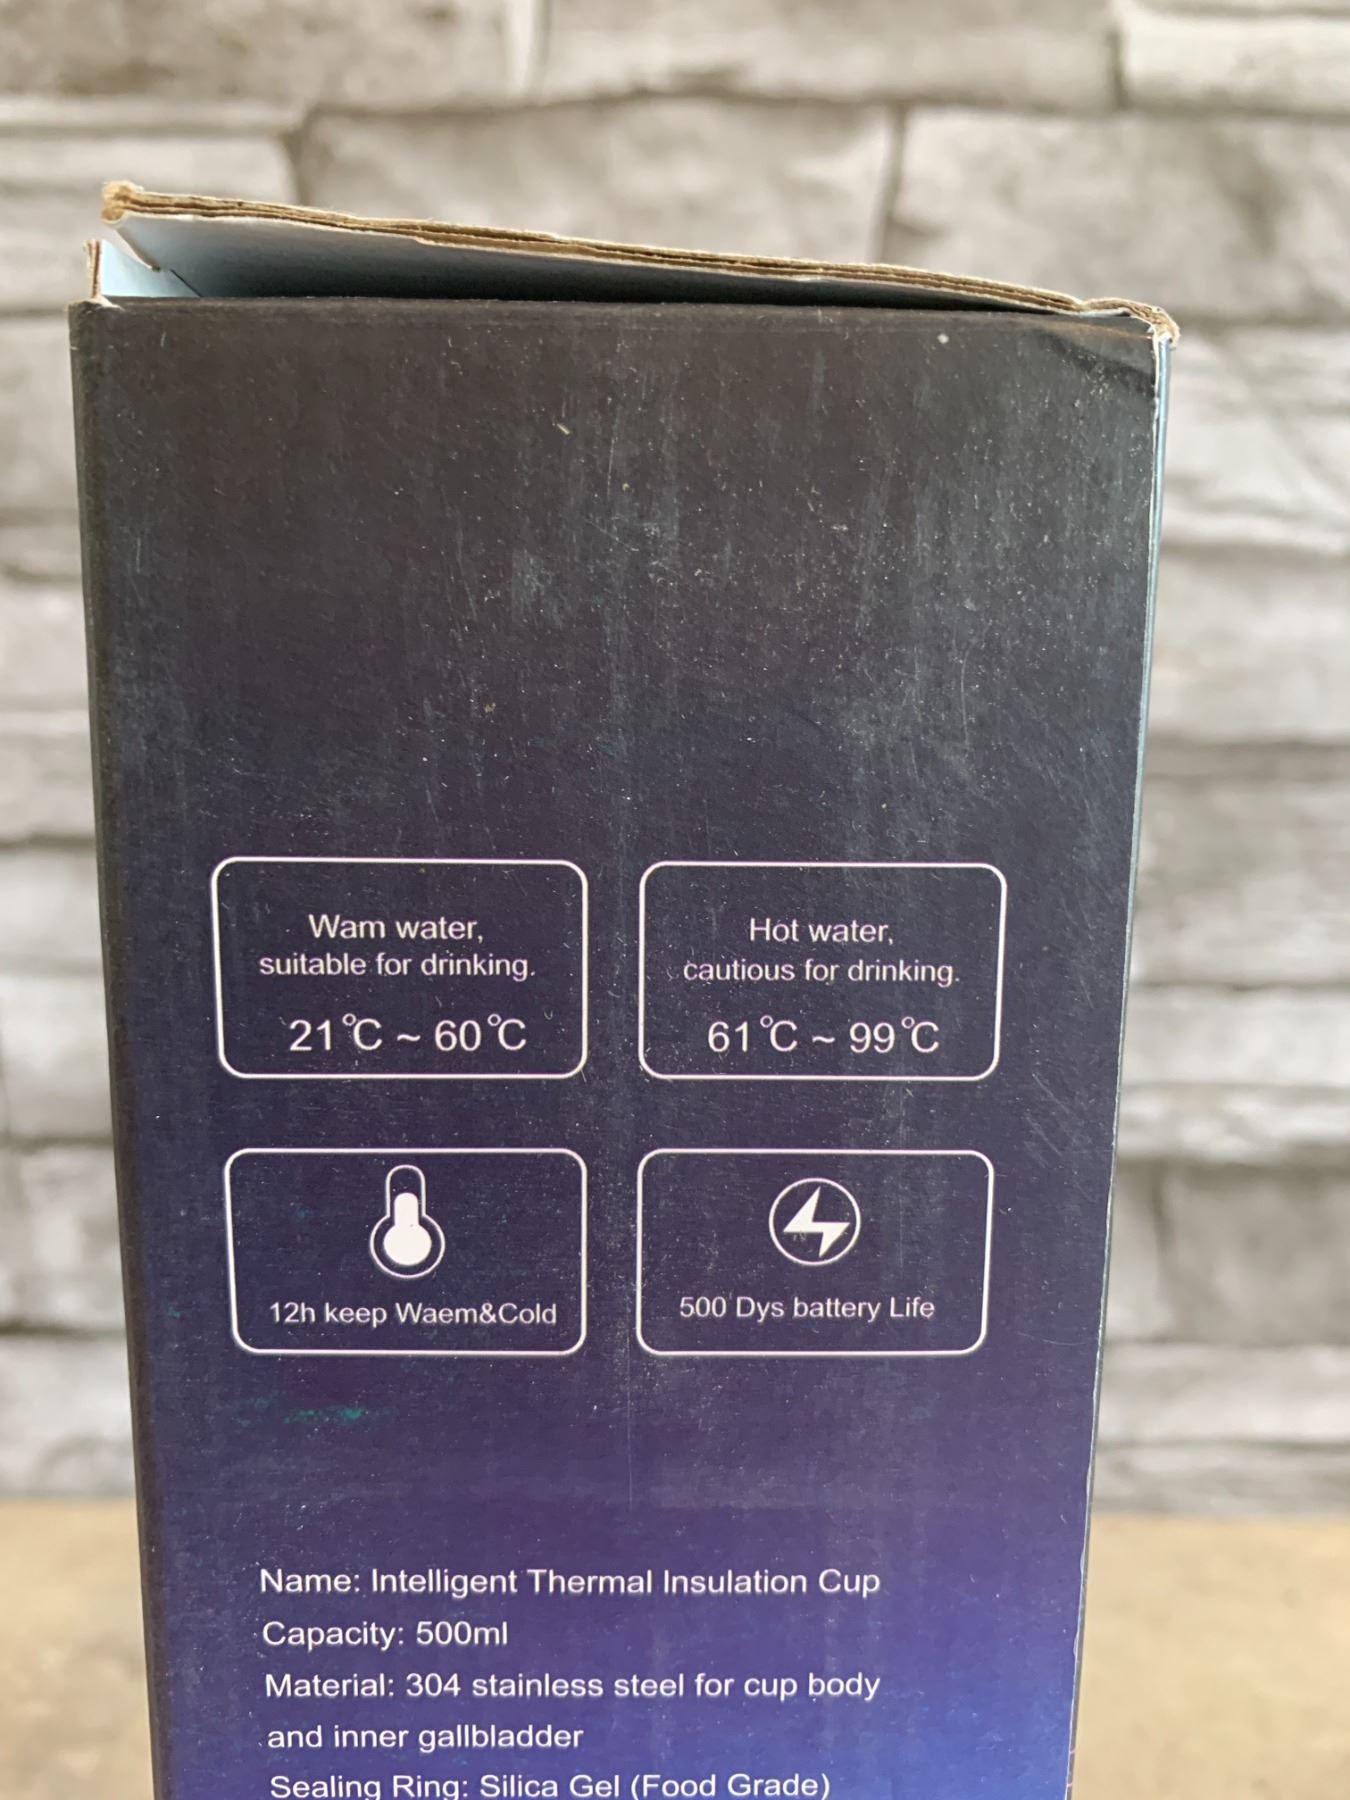 Wam water,
suitable for drinking.
21℃ ~ 60℃
Hot water,
cautious for drinking.
61℃ ~ 99℃
12h keep Waem&Cold
500 Dys battery Life
Name: Intelligent Thermal Insulation Cup
Capacity: 500ml
Material: 304 stainless steel for cup body
and inner gallbladder
Sealing Ring: Silica Gel (Food Grade)